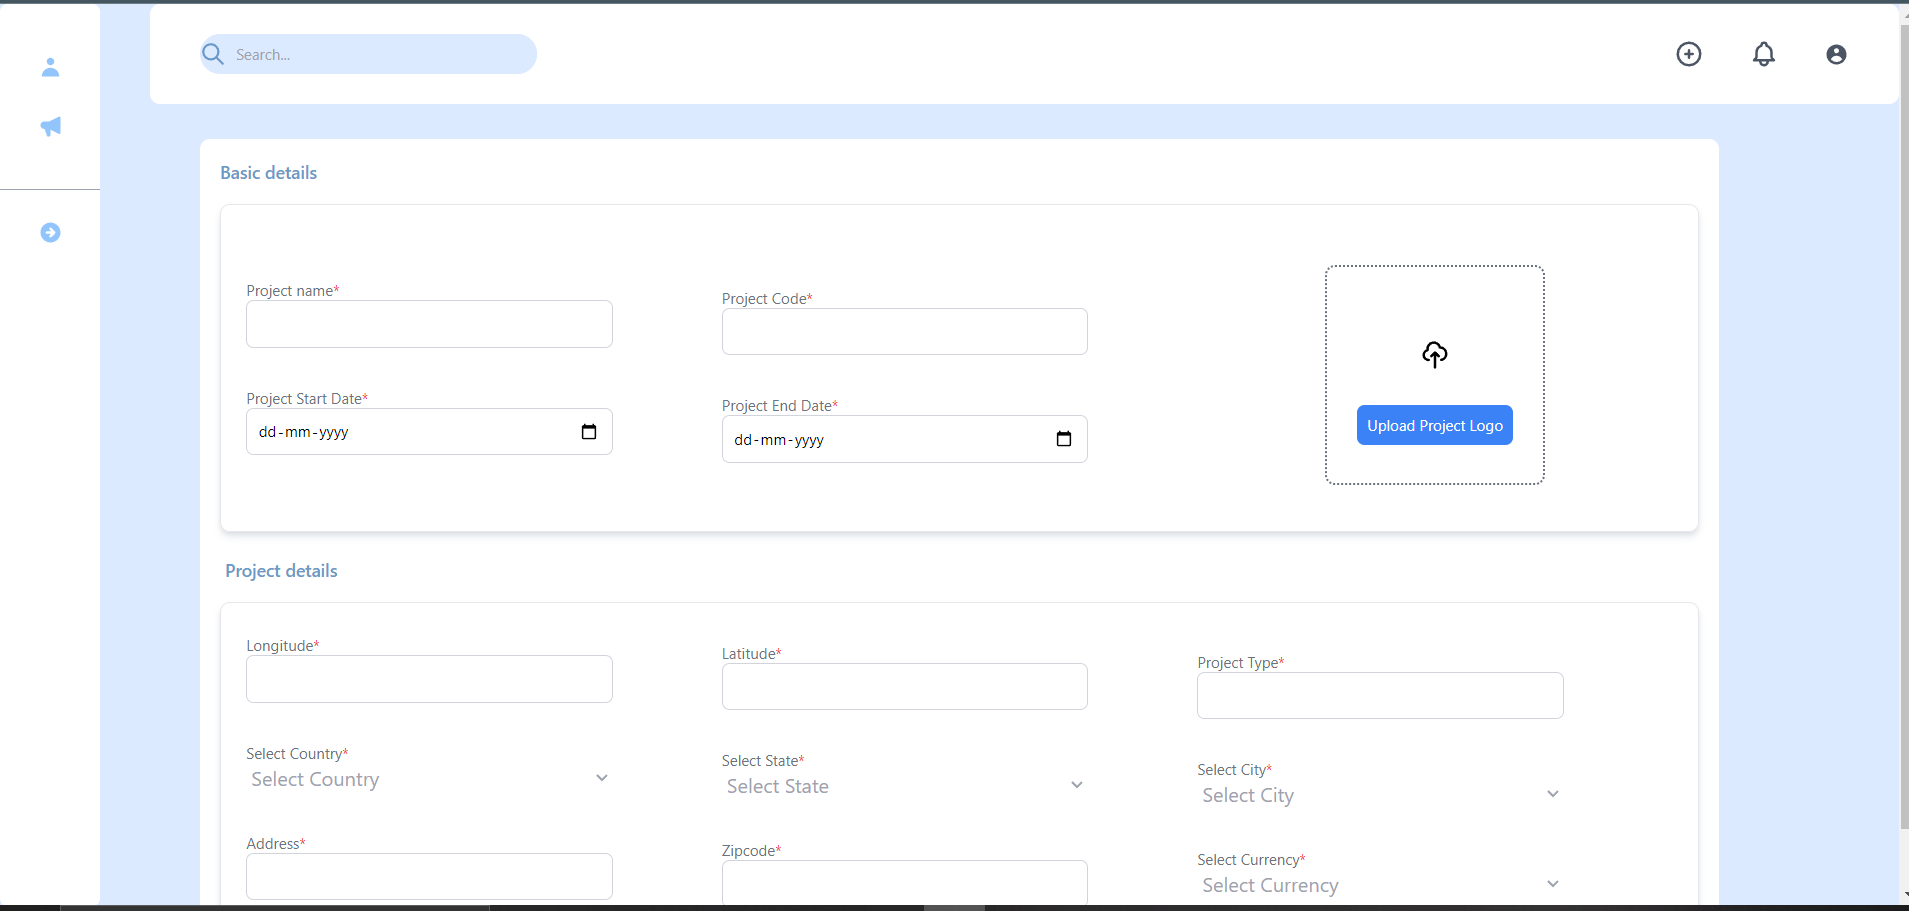 Search...
Basic details
Project name*
Project Code*
Project Start Date*
dd-mm-yyyy
Project End Date*
dd-mm-yyyy
Upload Project Logo
Project details
Longitude*
Latitude*
Project Type*
Select Country*
Select Country
Select State*
Select State
Select City*
Select City
Address*
Zipcode*
Select Currency*
Select Currency